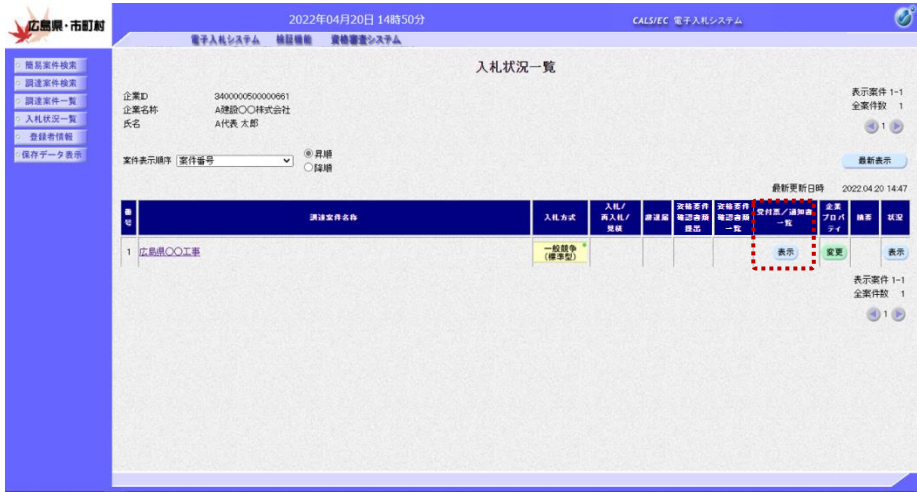 広島県・市町村
2022年04月20日 14時50分
CALS/EC 電子入札システム
電子入札システム 検証機能 資格審査システム
簡易案件検索
調達案件検索
調達案件一覧
入札状況一覧
登録者情報
保存データ表示
入札状況一覧
企業ID 3400000500000661
企業名称 A建設〇〇株式会社
氏名 A代表 太郎
表示案件 1-1
全案件数 1
1
案件表示順序 案件番号
昇順
降順
最新表示
最新更新日時 2022.04.20 14:47
番号 調達案件名称 入札方式 入札/再入札/見積 辞退届 資格要件確認書類提出 資格要件確認書類一覧 受付票/通知書一覧 企業プロパティ 摘要 状況
1 広島県〇〇工事 一般競争(標準型) 表示 変更 表示
表示案件 1-1
全案件数 1
1